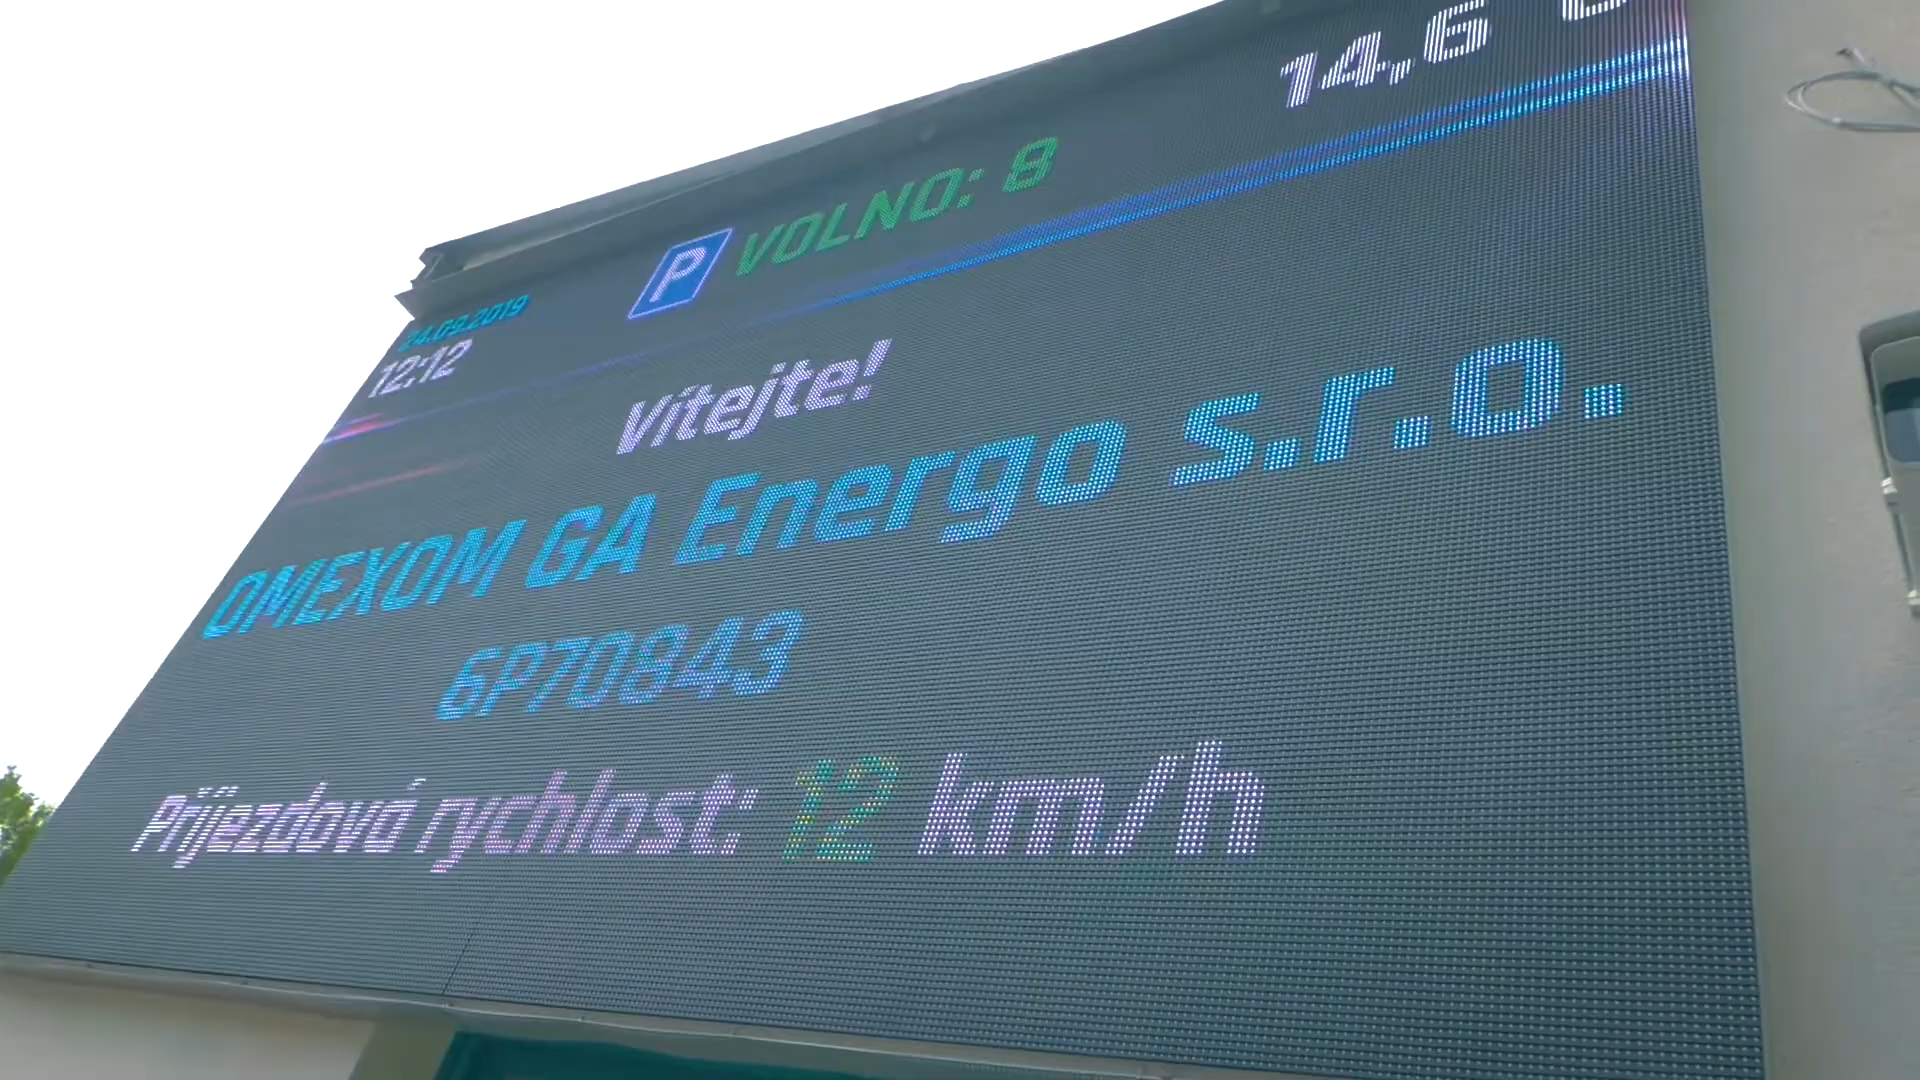 14,6
P VOLNO: 8
24.09.2019
12:12
Vítejte!
OMEXOM GA Energo s.r.o.
6P70843
Příjezdová rychlost: 12 km/h